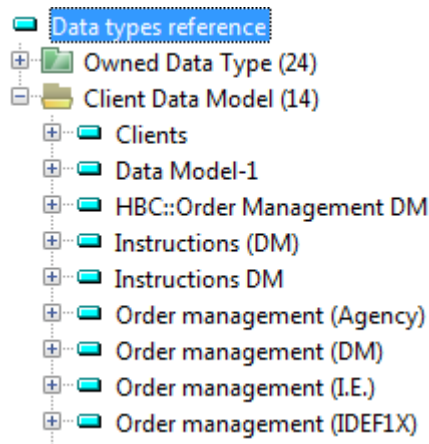 Data types reference
Owned Data Type (24)
Client Data Model (14)
Clients
Data Model-1
HBC::Order Management DM
Instructions (DM)
Instructions DM
Order management (Agency)
Order management (DM)
Order management (I.E.)
Order management (IDEF1X)